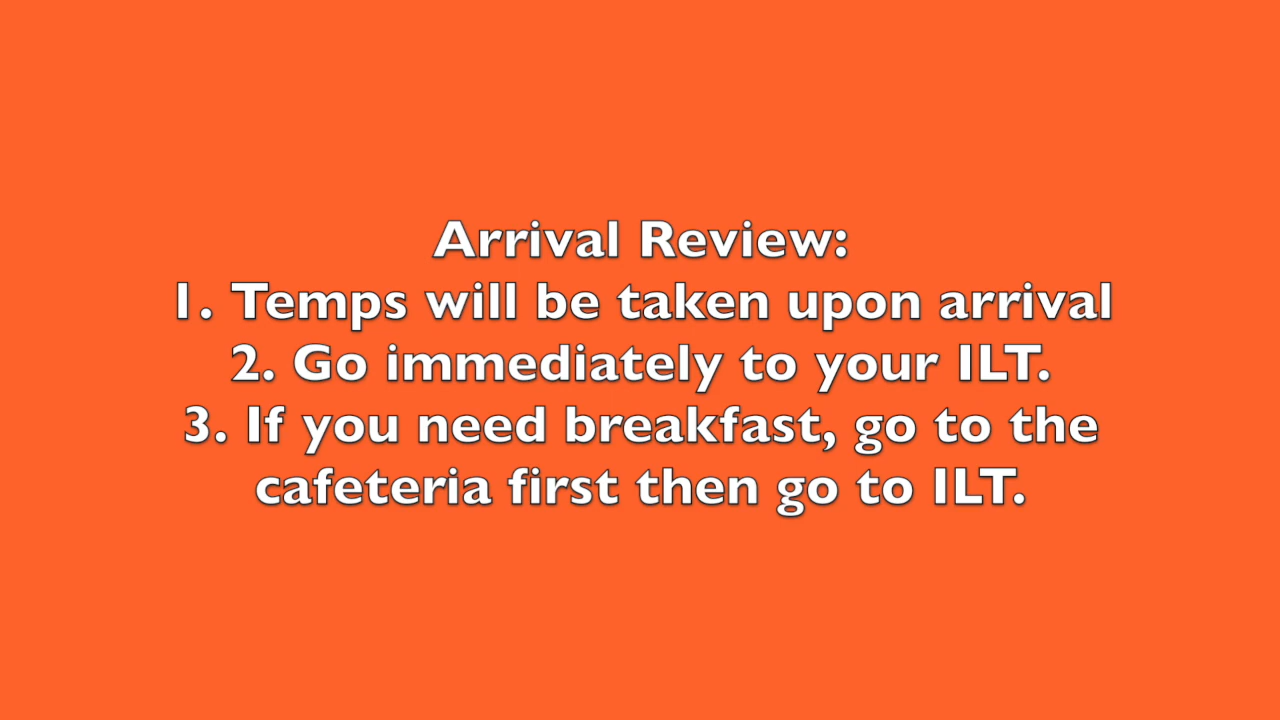 Arrival Review:
1. Temps will be taken upon arrival
2. Go immediately to your ILT.
3. If you need breakfast, go to the
cafeteria first then go to ILT.